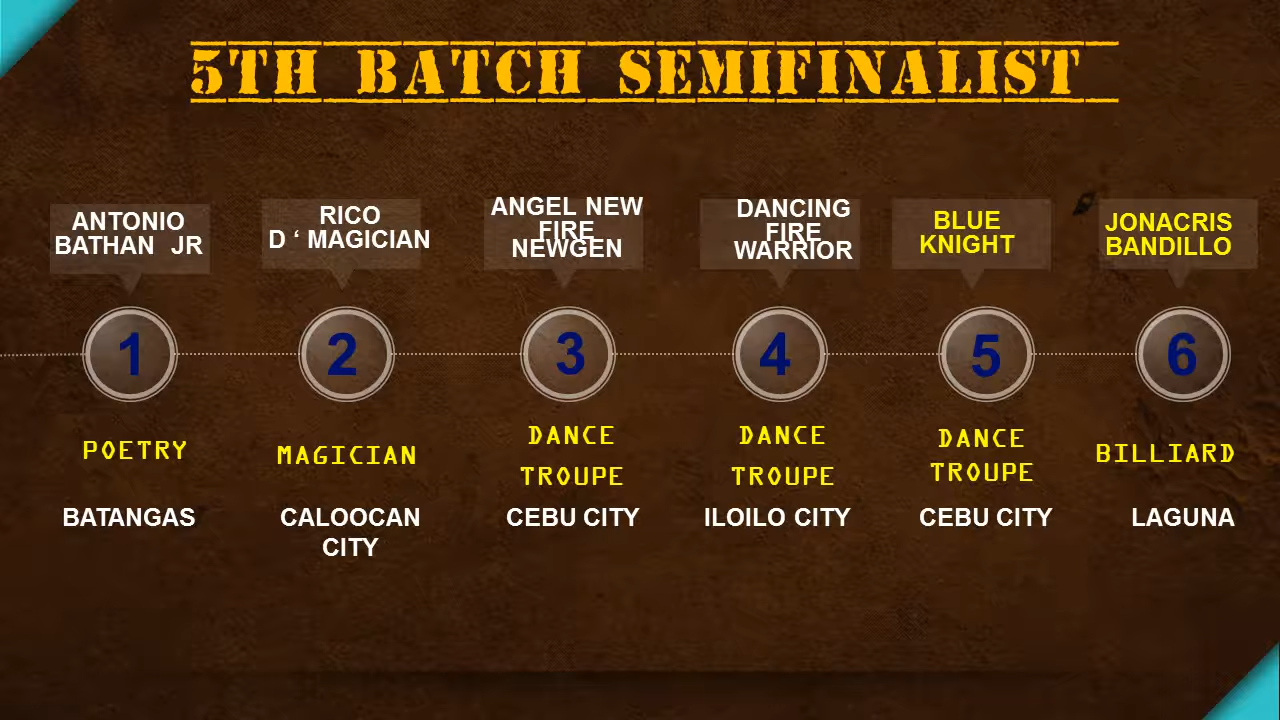 5TH BATCH SEMIFINALIST
ANTONIO
BATHAN JR
RICO
D ‘ MAGICIAN
ANGEL NEW
FIRE
NEWGEN
DANCING
FIRE
WARRIOR
BLUE
KNIGHT
JONACRIS
BANDILLO
1
2
3
4
5
6
POETRY
MAGICIAN
DANCE
TROUPE
DANCE
TROUPE
DANCE
TROUPE
BILLIARD
BATANGAS
CALOOCAN
CITY
CEBU CITY
ILOILO CITY
CEBU CITY
LAGUNA